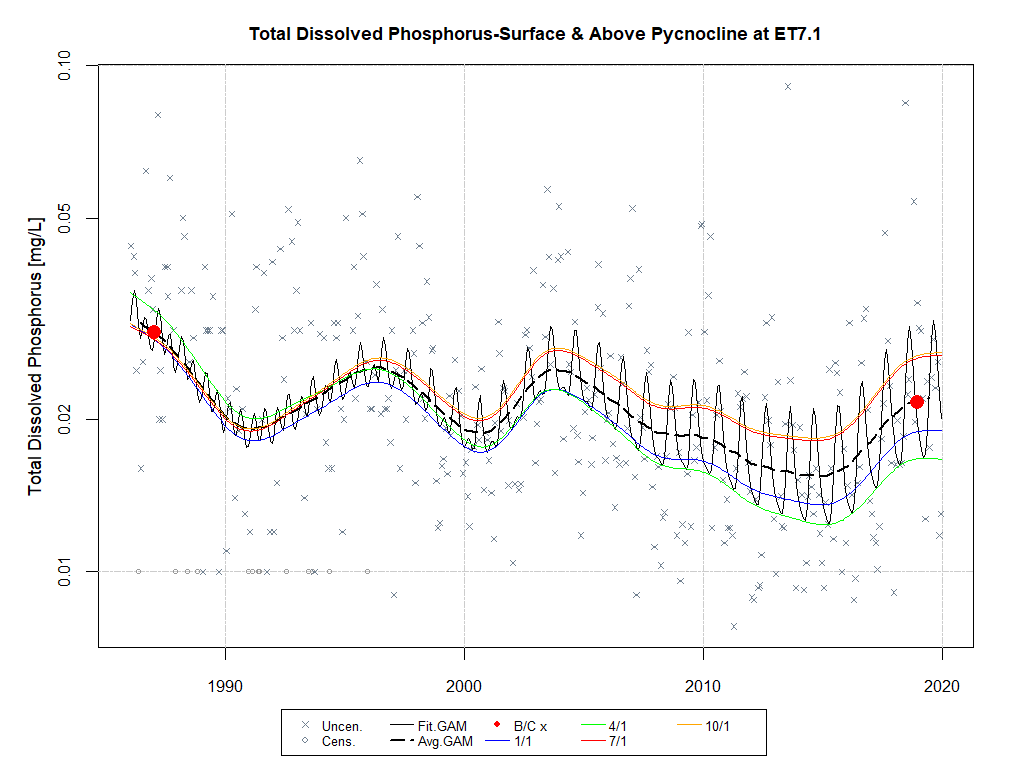 Total Dissolved Phosphorus-Surface & Above Pycnocline at ET7.1
Total Dissolved Phosphorus [mg/L]
0.10
0.05
0.02
0.01
1990 2000 2010 2020
Uncen. Fit.GAM B/C x 4/1 10/1
Cens. Avg.GAM 1/1 7/1